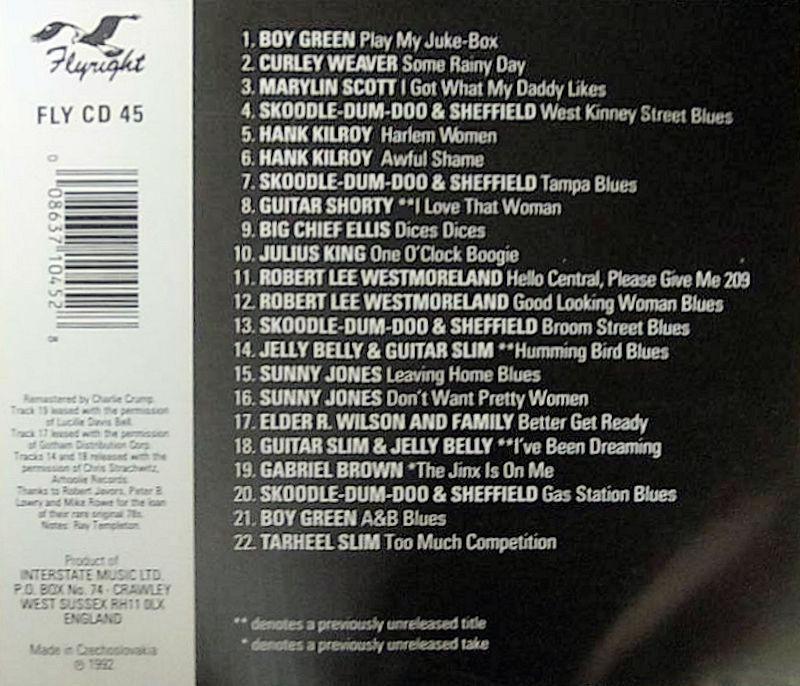 Flyright
FLY CD 45
0 08637 10452 8
Remastered by Charlie Crump.
Track 19 leased with the permission
of Lucille Davis Bell.
Track 17 leased with the permission
of Gotham Distribution Corp.
Tracks 14 and 18 released with the
permission of Chris Strachwitz,
Arhoolie Records.
Thanks to Robert Javors, Peter B.
Lowry and Mike Rowe for the loan
of their rare original 78s.
Notes: Ray Templeton.
Product of
INTERSTATE MUSIC LTD.
P.O. BOX No. 74 · CRAWLEY
WEST SUSSEX RH11 0LX
ENGLAND
Made in Czechoslovakia
℗ 1992
1. BOY GREEN Play My Juke-Box
2. CURLEY WEAVER Some Rainy Day
3. MARYLIN SCOTT I Got What My Daddy Likes
4. SKOODLE-DUM-DOO & SHEFFIELD West Kinney Street Blues
5. HANK KILROY Harlem Women
6. HANK KILROY Awful Shame
7. SKOODLE-DUM-DOO & SHEFFIELD Tampa Blues
8. GUITAR SHORTY **I Love That Woman
9. BIG CHIEF ELLIS Dices Dices
10. JULIUS KING One O'Clock Boogie
11. ROBERT LEE WESTMORELAND Hello Central, Please Give Me 209
12. ROBERT LEE WESTMORELAND Good Looking Woman Blues
13. SKOODLE-DUM-DOO & SHEFFIELD Broom Street Blues
14. JELLY BELLY & GUITAR SLIM **Humming Bird Blues
15. SUNNY JONES Leaving Home Blues
16. SUNNY JONES Don't Want Pretty Women
17. ELDER R. WILSON AND FAMILY Better Get Ready
18. GUITAR SLIM & JELLY BELLY **I've Been Dreaming
19. GABRIEL BROWN *The Jinx Is On Me
20. SKOODLE-DUM-DOO & SHEFFIELD Gas Station Blues
21. BOY GREEN A&B Blues
22. TARHEEL SLIM Too Much Competition
** denotes a previously unreleased title
* denotes a previously unreleased take